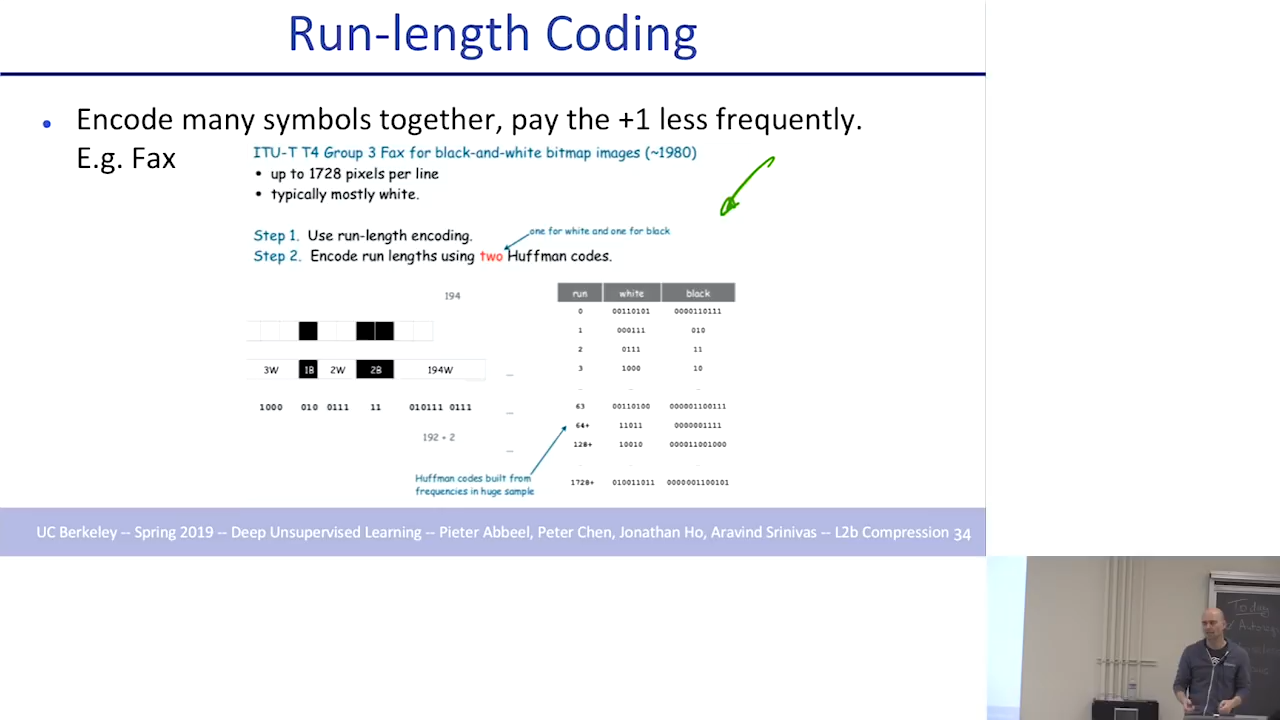 Run-length Coding
• Encode many symbols together, pay the +1 less frequently.
E.g. Fax
ITU-T T4 Group 3 Fax for black-and-white bitmap images (~1980)
• up to 1728 pixels per line
• typically mostly white.
one for white and one for black
Step 1. Use run-length encoding.
Step 2. Encode run lengths using two Huffman codes.
194
3W 1B 2W 2B 194W ...
1000 010 0111 11 010111 0111 ...
192 + 2 ...
run white black
0 00110101 0000110111
1 000111 010
2 0111 11
3 1000 10
... ... ...
63 00110100 000001100111
64+ 11011 0000001111
128+ 10010 000011001000
... ... ...
1728+ 010011011 0000001100101
Huffman codes built from
frequencies in huge sample
UC Berkeley -- Spring 2019 -- Deep Unsupervised Learning -- Pieter Abbeel, Peter Chen, Jonathan Ho, Aravind Srinivas -- L2b Compression 34
Today